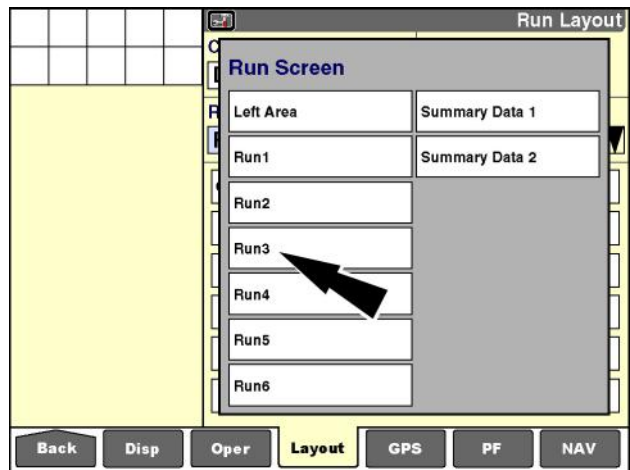 Run Layout
Run Screen
Left Area
Summary Data 1
Run1
Summary Data 2
Run2
Run3
Run4
Run5
Run6
Back
Disp
Oper
Layout
GPS
PF
NAV